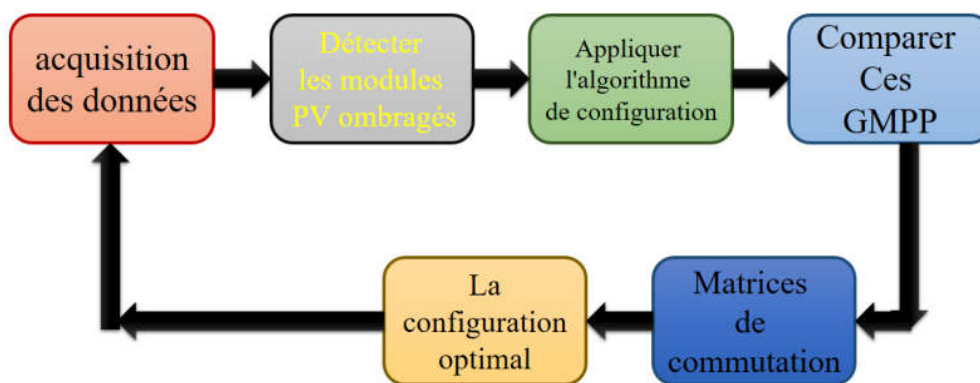 acquisition
des données
Détecter
les modules
PV ombragés
Appliquer
l'algorithme
de configuration
Comparer
Ces
GMPP
La
configuration
optimal
Matrices
de
commutation